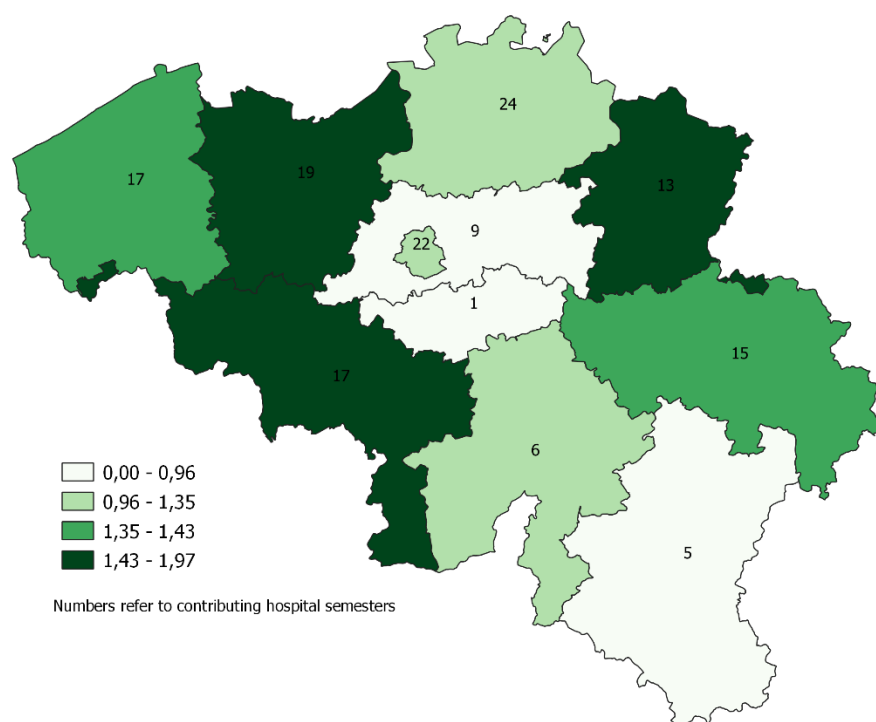 24
17
19
13
22
9
1
15
17
6
5
0,00 - 0,96
0,96 - 1,35
1,35 - 1,43
1,43 - 1,97
Numbers refer to contributing hospital semesters